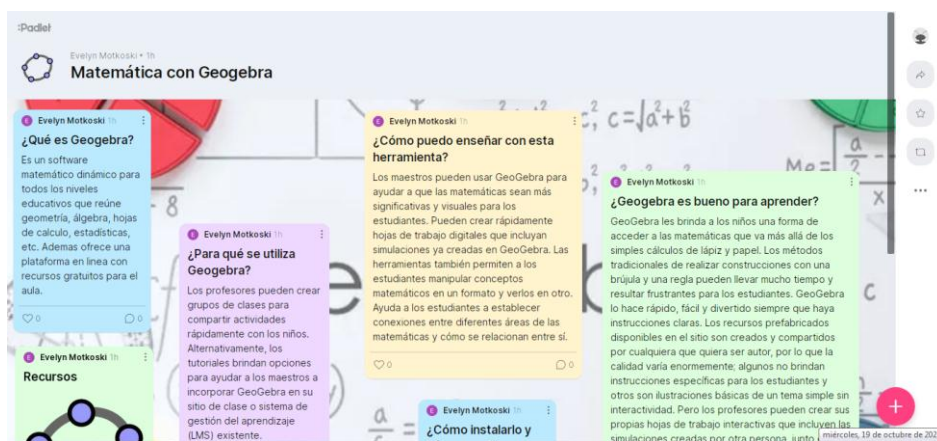 :Padlet
Evelyn Motkoski • 1h
Matemática con Geogebra
Evelyn Motkoski 1h
¿Qué es Geogebra?
Es un software
matemático dinámico para
todos los niveles
educativos que reúne
geometría, álgebra, hojas
de calculo, estadísticas,
etc. Ademas ofrece una
plataforma en linea con
recursos gratuitos para el
aula.
0
0
Evelyn Motkoski 1h
Recursos
Evelyn Motkoski 1h
¿Para qué se utiliza
Geogebra?
Los profesores pueden crear
grupos de clases para
compartir actividades
rápidamente con los niños.
Alternativamente, los
tutoriales brindan opciones
para ayudar a los maestros a
incorporar GeoGebra en su
sitio de clase o sistema de
gestión del aprendizaje
(LMS) existente.
Evelyn Motkoski 1h
¿Cómo puedo enseñar con esta
herramienta?
Los maestros pueden usar GeoGebra para
ayudar a que las matemáticas sean más
significativas y visuales para los
estudiantes. Pueden crear rápidamente
hojas de trabajo digitales que incluyan
simulaciones ya creadas en GeoGebra. Las
herramientas también permiten a los
estudiantes manipular conceptos
matemáticos en un formato y verlos en otro.
Ayuda a los estudiantes a establecer
conexiones entre diferentes áreas de las
matemáticas y cómo se relacionan entre sí.
0
0
Evelyn Motkoski 1h
¿Cómo instalarlo y
Evelyn Motkoski 1h
¿Geogebra es bueno para aprender?
GeoGebra les brinda a los niños una forma de
acceder a las matemáticas que va más allá de los
simples cálculos de lápiz y papel. Los métodos
tradicionales de realizar construcciones con una
brújula y una regla pueden llevar mucho tiempo y
resultar frustrantes para los estudiantes. GeoGebra
lo hace rápido, fácil y divertido siempre que haya
instrucciones claras. Los recursos prefabricados
disponibles en el sitio son creados y compartidos
por cualquiera que quiera ser autor, por lo que la
calidad varía enormemente; algunos no brindan
instrucciones específicas para los estudiantes y
otros son ilustraciones básicas de un tema simple sin
interactividad. Pero los profesores pueden crear sus
propias hojas de trabajo interactivas que incluyan las
simulaciones creadas por otra persona, junto
miércoles, 19 de octubre de 202
c=√a²+b²
8